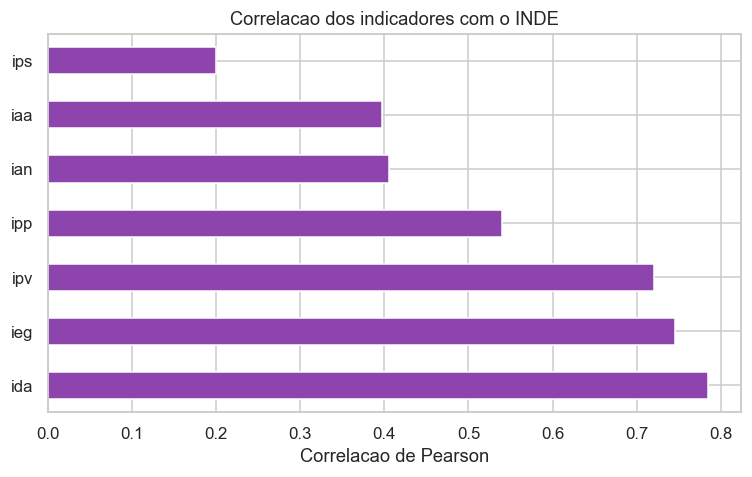 Correlacao dos indicadores com o INDE
ips
iaa
ian
ipp
ipv
ieg
ida
0.0 0.1 0.2 0.3 0.4 0.5 0.6 0.7 0.8
Correlacao de Pearson